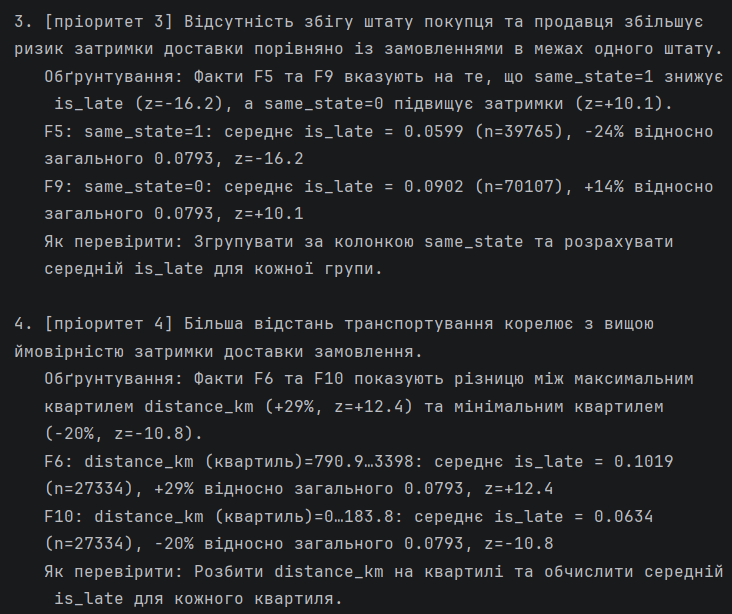 3. [пріоритет 3] Відсутність збігу штату покупця та продавця збільшує
ризик затримки доставки порівняно із замовленнями в межах одного штату.
Обґрунтування: Факти F5 та F9 вказують на те, що same_state=1 знижує
is_late (z=-16.2), а same_state=0 підвищує затримки (z=+10.1).
F5: same_state=1: середнє is_late = 0.0599 (n=39765), -24% відносно
загального 0.0793, z=-16.2
F9: same_state=0: середнє is_late = 0.0902 (n=70107), +14% відносно
загального 0.0793, z=+10.1
Як перевірити: Згрупувати за колонкою same_state та розрахувати
середній is_late для кожної групи.
4. [пріоритет 4] Більша відстань транспортування корелює з вищою
ймовірністю затримки доставки замовлення.
Обґрунтування: Факти F6 та F10 показують різницю між максимальним
квартилем distance_km (+29%, z=+12.4) та мінімальним квартилем
(-20%, z=-10.8).
F6: distance_km (квартиль)=790.9…3398: середнє is_late = 0.1019
(n=27334), +29% відносно загального 0.0793, z=+12.4
F10: distance_km (квартиль)=0…183.8: середнє is_late = 0.0634
(n=27334), -20% відносно загального 0.0793, z=-10.8
Як перевірити: Розбити distance_km на квартилі та обчислити середній
is_late для кожного квартиля.